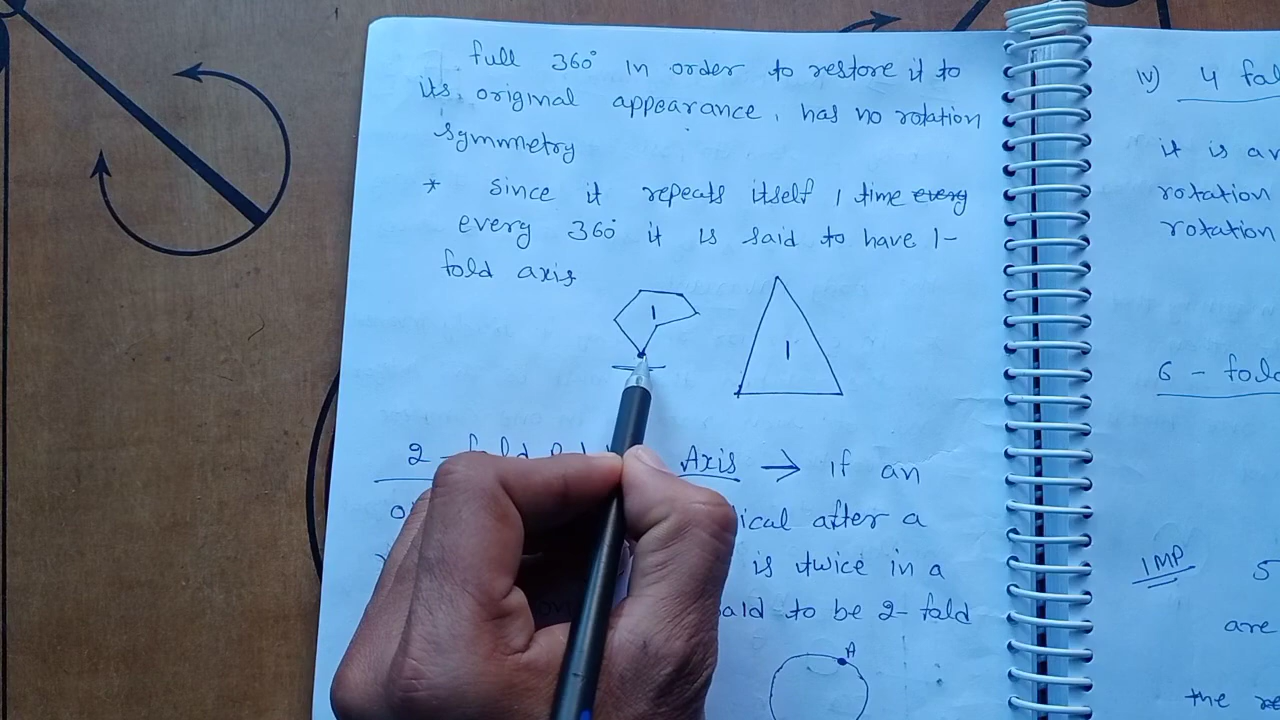 full 360° in order to restore it to
its original appearance, has no rotation
symmetry
* since it repeats itself 1 time every
every 360° it is said to have 1-
fold axis
1
1
2-fold Axis → if an
ical after a
is twice in a
said to be 2-fold
A
iv) 4
it is
rotation
rotation
6 - fold
IMP
5
are
the